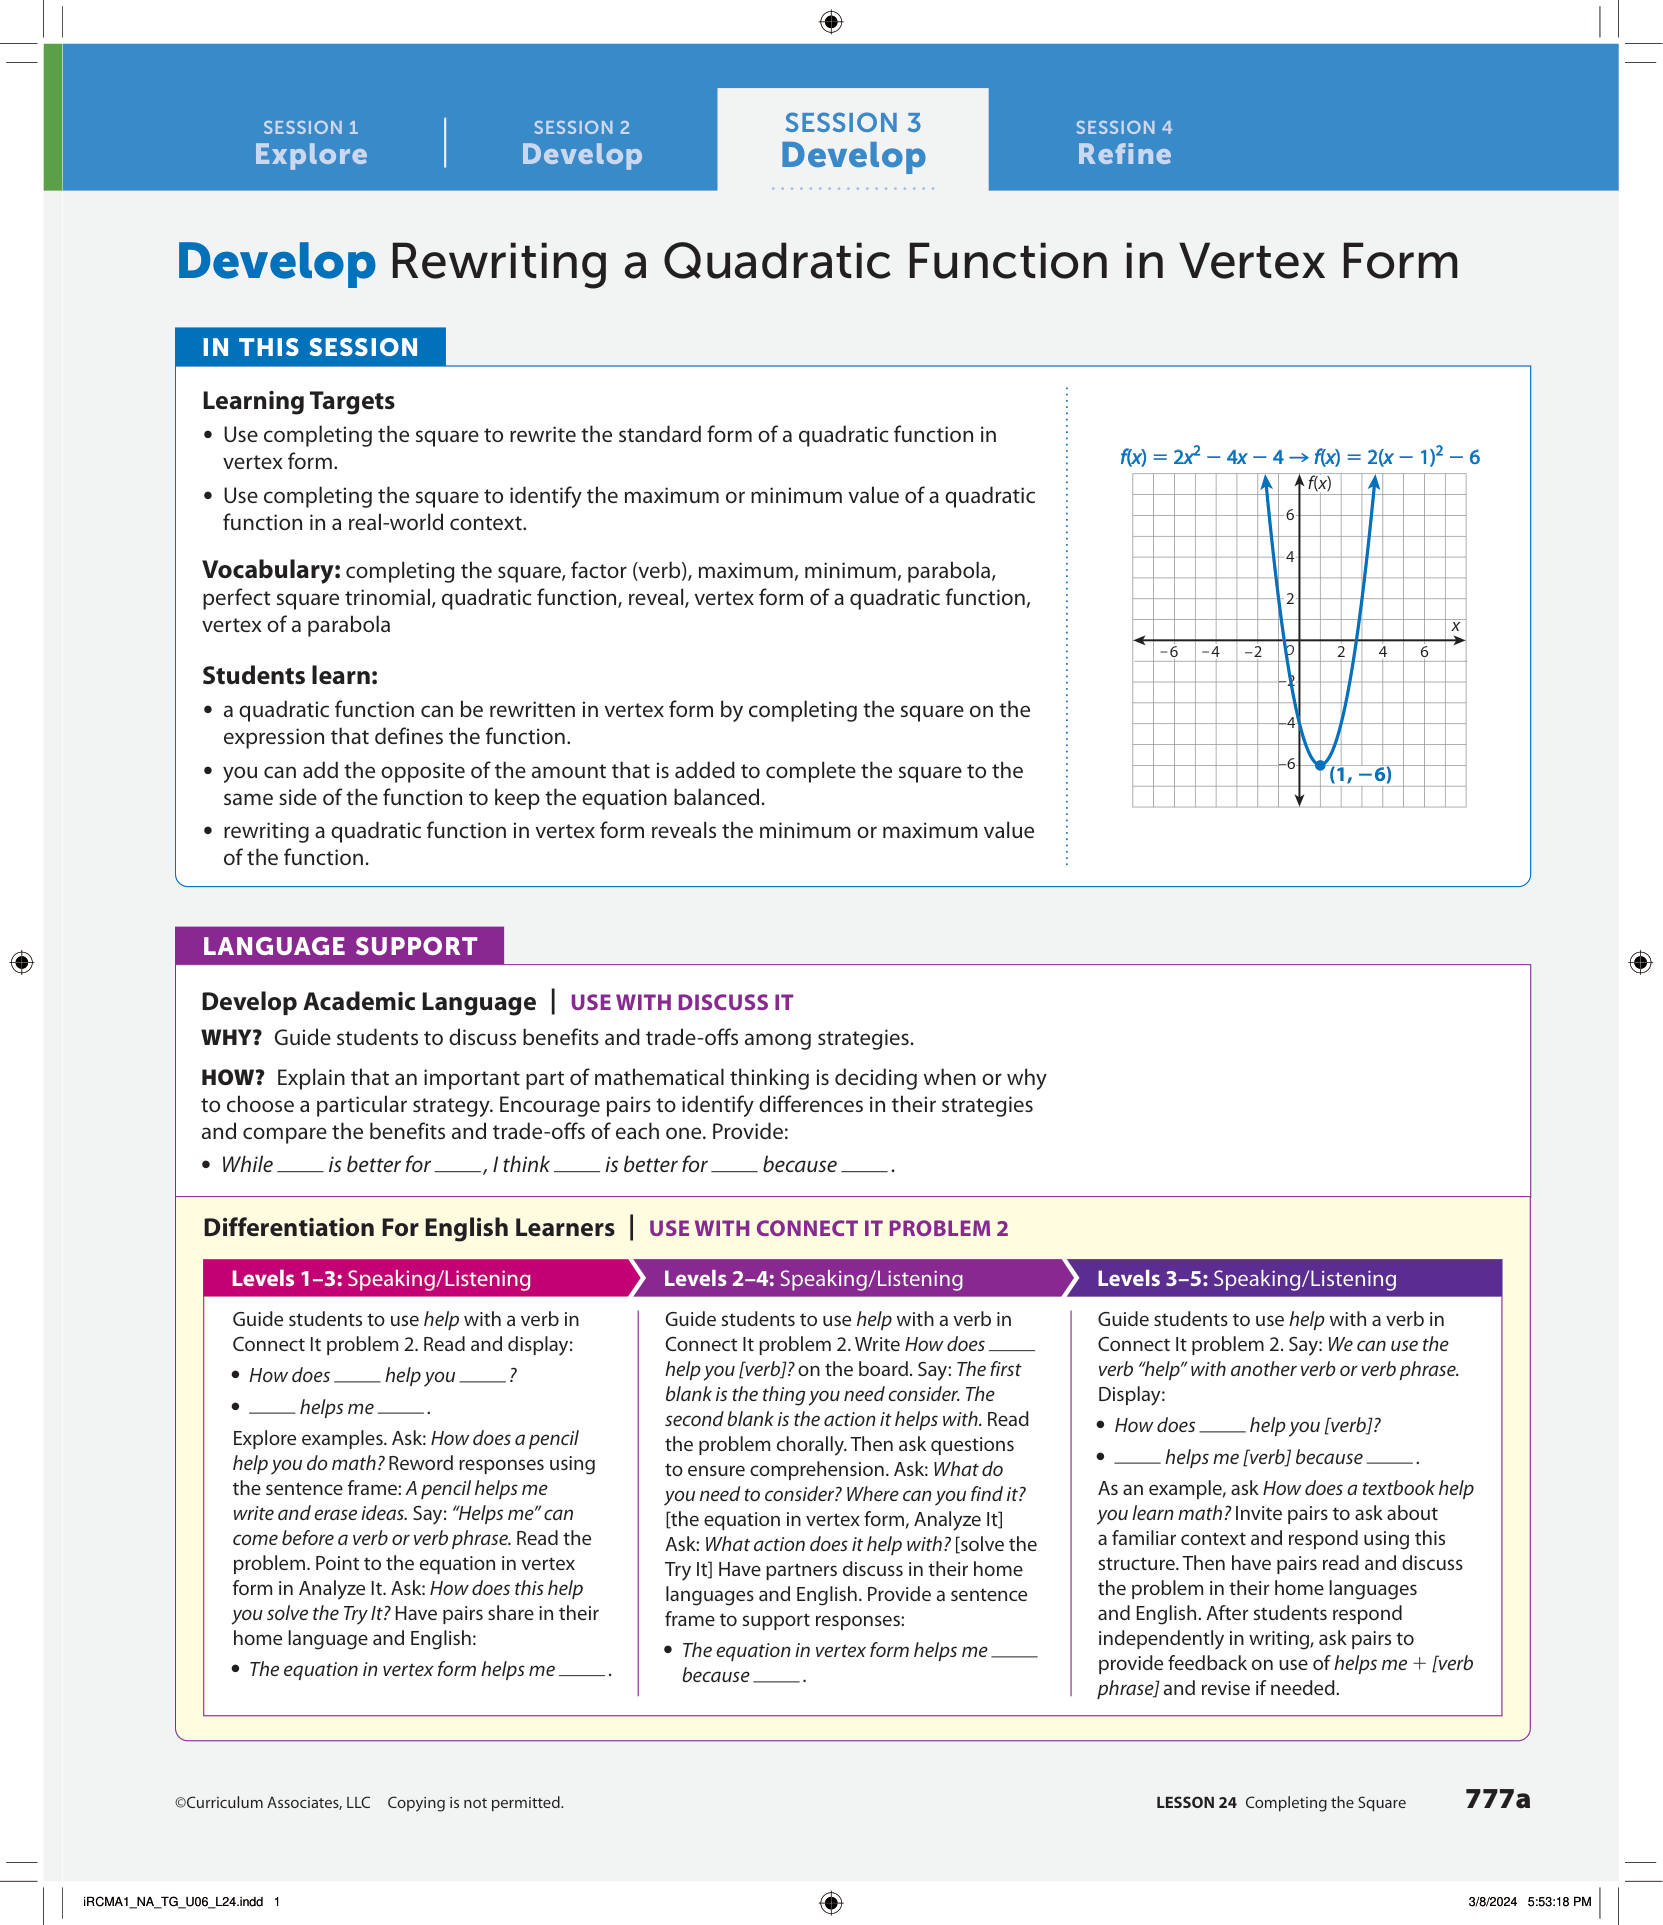 SESSION 1
Explore
SESSION 2
Develop
SESSION 3
Develop
SESSION 4
Refine
Develop Rewriting a Quadratic Function in Vertex Form
IN THIS SESSION
Learning Targets
• Use completing the square to rewrite the standard form of a quadratic function in
vertex form.
• Use completing the square to identify the maximum or minimum value of a quadratic
function in a real-world context.
Vocabulary: completing the square, factor (verb), maximum, minimum, parabola,
perfect square trinomial, quadratic function, reveal, vertex form of a quadratic function,
vertex of a parabola
Students learn:
• a quadratic function can be rewritten in vertex form by completing the square on the
expression that defines the function.
• you can add the opposite of the amount that is added to complete the square to the
same side of the function to keep the equation balanced.
• rewriting a quadratic function in vertex form reveals the minimum or maximum value
of the function.
f(x) = 2x² − 4x − 4 → f(x) = 2(x − 1)² − 6
f(x)
6
4
2
x
−6 −4 −2 0 2 4 6
−2
−4
−6
(1, −6)
LANGUAGE SUPPORT
Develop Academic Language | USE WITH DISCUSS IT
WHY? Guide students to discuss benefits and trade-offs among strategies.
HOW? Explain that an important part of mathematical thinking is deciding when or why
to choose a particular strategy. Encourage pairs to identify differences in their strategies
and compare the benefits and trade-offs of each one. Provide:
• While ____ is better for ____, I think ____ is better for ____ because ____.
Differentiation For English Learners | USE WITH CONNECT IT PROBLEM 2
Levels 1–3: Speaking/Listening
Guide students to use help with a verb in
Connect It problem 2. Read and display:
• How does ____ help you ____?
• ____ helps me ____.
Explore examples. Ask: How does a pencil
help you do math? Reword responses using
the sentence frame: A pencil helps me
write and erase ideas. Say: “Helps me” can
come before a verb or verb phrase. Read the
problem. Point to the equation in vertex
form in Analyze It. Ask: How does this help
you solve the Try It? Have pairs share in their
home language and English:
• The equation in vertex form helps me ____.
Levels 2–4: Speaking/Listening
Guide students to use help with a verb in
Connect It problem 2. Write How does ____
help you [verb]? on the board. Say: The first
blank is the thing you need consider. The
second blank is the action it helps with. Read
the problem chorally. Then ask questions
to ensure comprehension. Ask: What do
you need to consider? Where can you find it?
[the equation in vertex form, Analyze It]
Ask: What action does it help with? [solve the
Try It] Have partners discuss in their home
languages and English. Provide a sentence
frame to support responses:
• The equation in vertex form helps me ____
because ____.
Levels 3–5: Speaking/Listening
Guide students to use help with a verb in
Connect It problem 2. Say: We can use the
verb “help” with another verb or verb phrase.
Display:
• How does ____ help you [verb]?
• ____ helps me [verb] because ____.
As an example, ask How does a textbook help
you learn math? Invite pairs to ask about
a familiar context and respond using this
structure. Then have pairs read and discuss
the problem in their home languages
and English. After students respond
independently in writing, ask pairs to
provide feedback on use of helps me + [verb
phrase] and revise if needed.
©Curriculum Associates, LLC Copying is not permitted.
LESSON 24 Completing the Square 777a
iRCMA1_NA_TG_U06_L24.indd 1
3/8/2024 5:53:18 PM